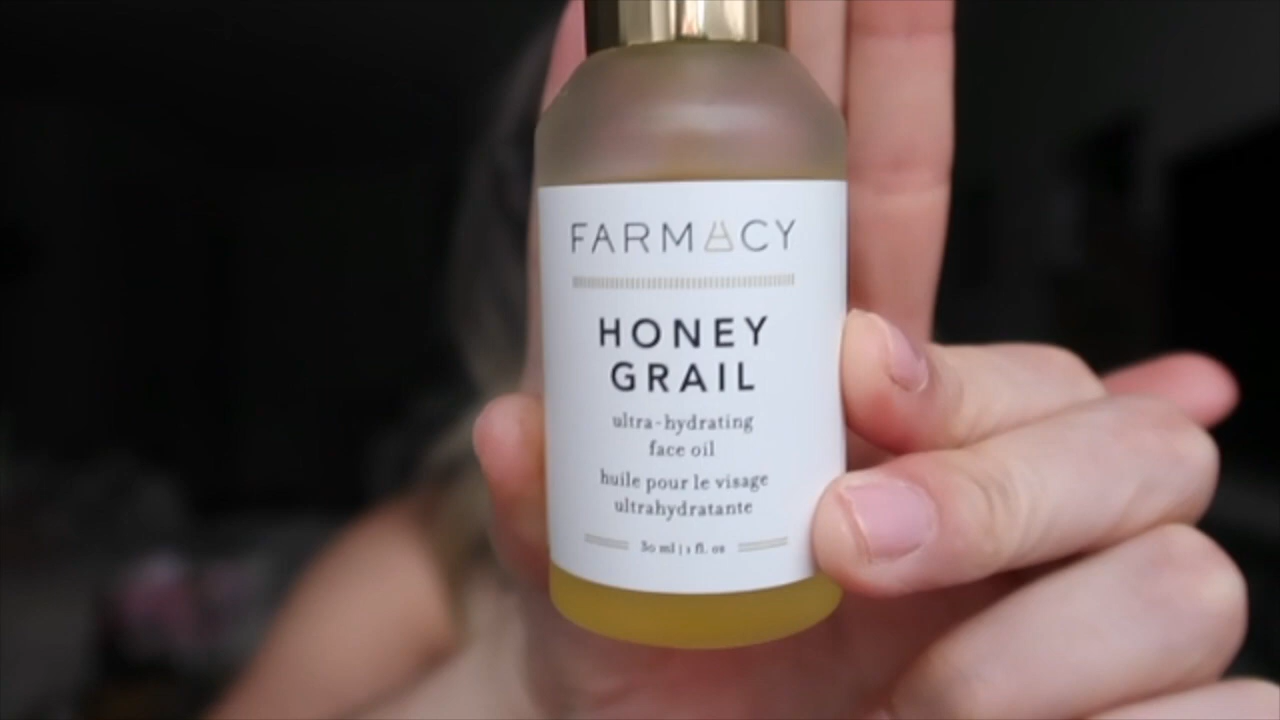 FARMACY
HONEY
GRAIL
ultra-hydrating
face oil
huile pour le visage
ultrahydratante
30 ml | 1 fl. oz